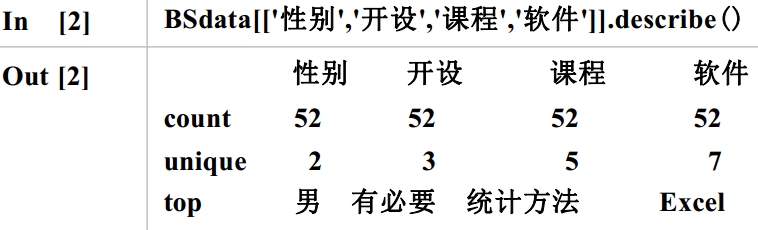 In [2] BSdata[['性别','开设','课程','软件']].describe()
Out [2] 性别 开设 课程 软件
count 52 52 52 52
unique 2 3 5 7
top 男 有必要 统计方法 Excel